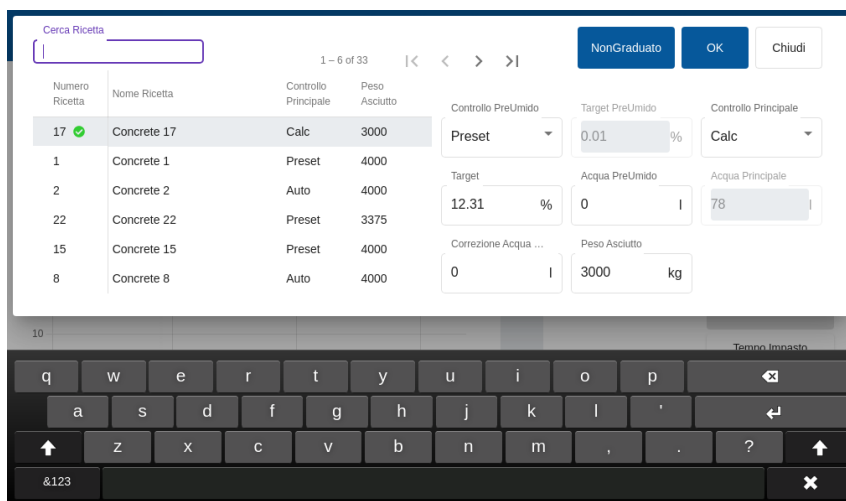 Cerca Ricetta
1 – 6 of 33
NonGraduato
OK
Chiudi
Numero Ricetta
Nome Ricetta
Controllo Principale
Peso Asciutto
17 Concrete 17 Calc 3000
1 Concrete 1 Preset 4000
2 Concrete 2 Auto 4000
22 Concrete 22 Preset 3375
15 Concrete 15 Preset 4000
8 Concrete 8 Auto 4000
Controllo PreUmido
Preset
Target PreUmido
0.01 %
Controllo Principale
Calc
Target
12.31 %
Acqua PreUmido
0 l
Acqua Principale
78 l
Correzione Acqua ...
0 l
Peso Asciutto
3000 kg
10
Tempo Impasto
q w e r t y u i o p
a s d f g h j k l '
z x c v b n m , . ?
&123